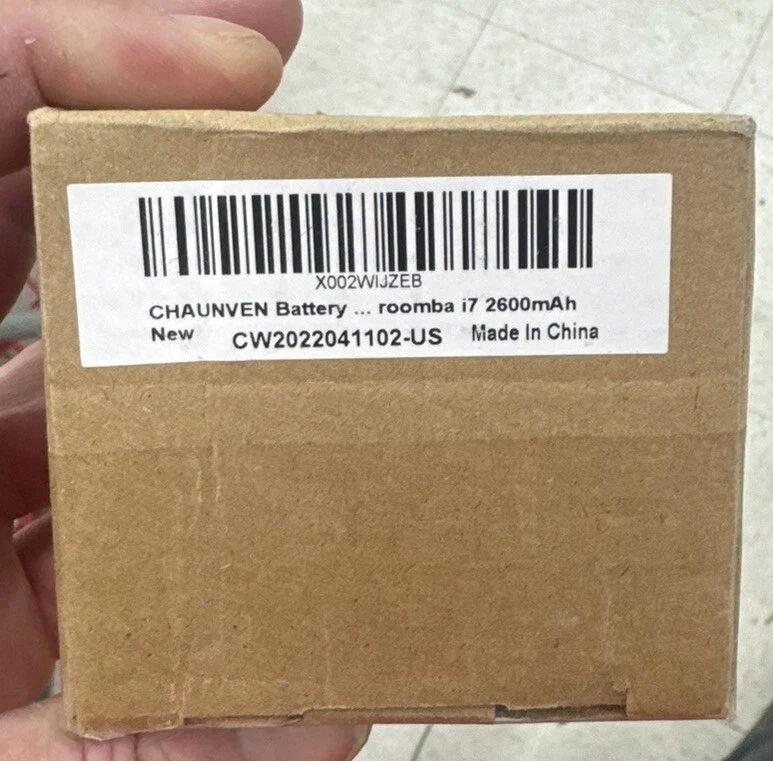 X002WIJZEB
CHAUNVEN Battery ... roomba i7 2600mAh
New CW2022041102-US Made In China